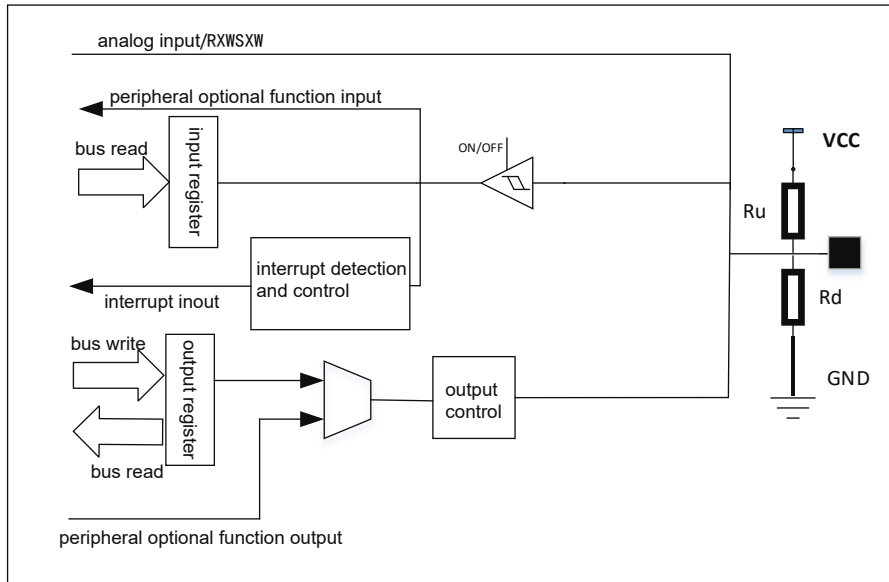 analog input/RXWSXW
peripheral optional function input
bus read
input register
ON/OFF
VCC
Ru
interrupt detection
and control
interrupt inout
Rd
bus write
output register
output
control
GND
bus read
peripheral optional function output